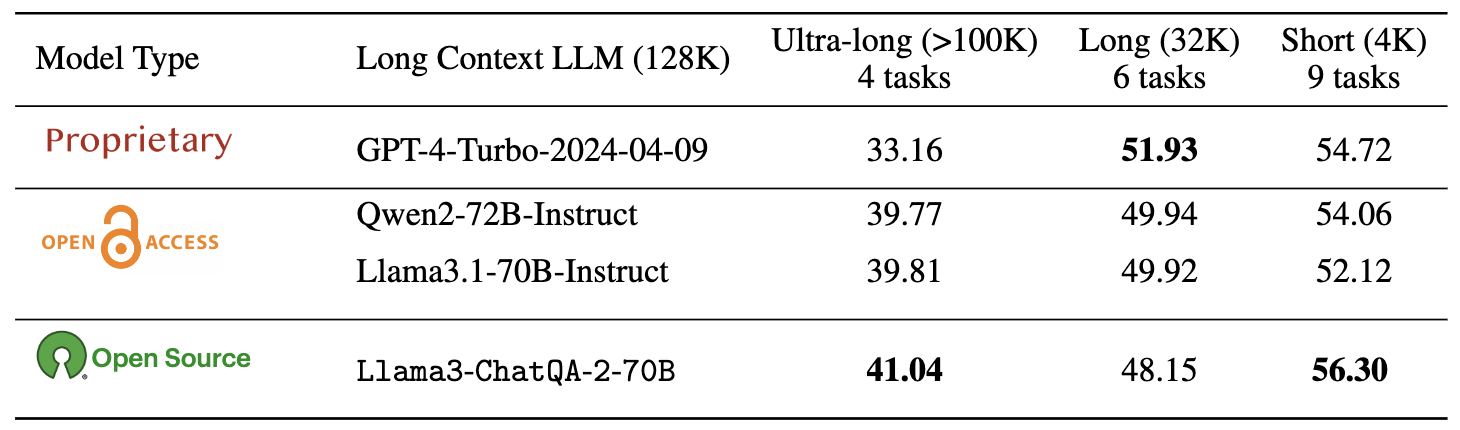 Model Type Long Context LLM (128K) Ultra-long (>100K) Long (32K) Short (4K)
4 tasks 6 tasks 9 tasks
Proprietary GPT-4-Turbo-2024-04-09 33.16 51.93 54.72
OPEN ACCESS Qwen2-72B-Instruct 39.77 49.94 54.06
Llama3.1-70B-Instruct 39.81 49.92 52.12
Open Source Llama3-ChatQA-2-70B 41.04 48.15 56.30